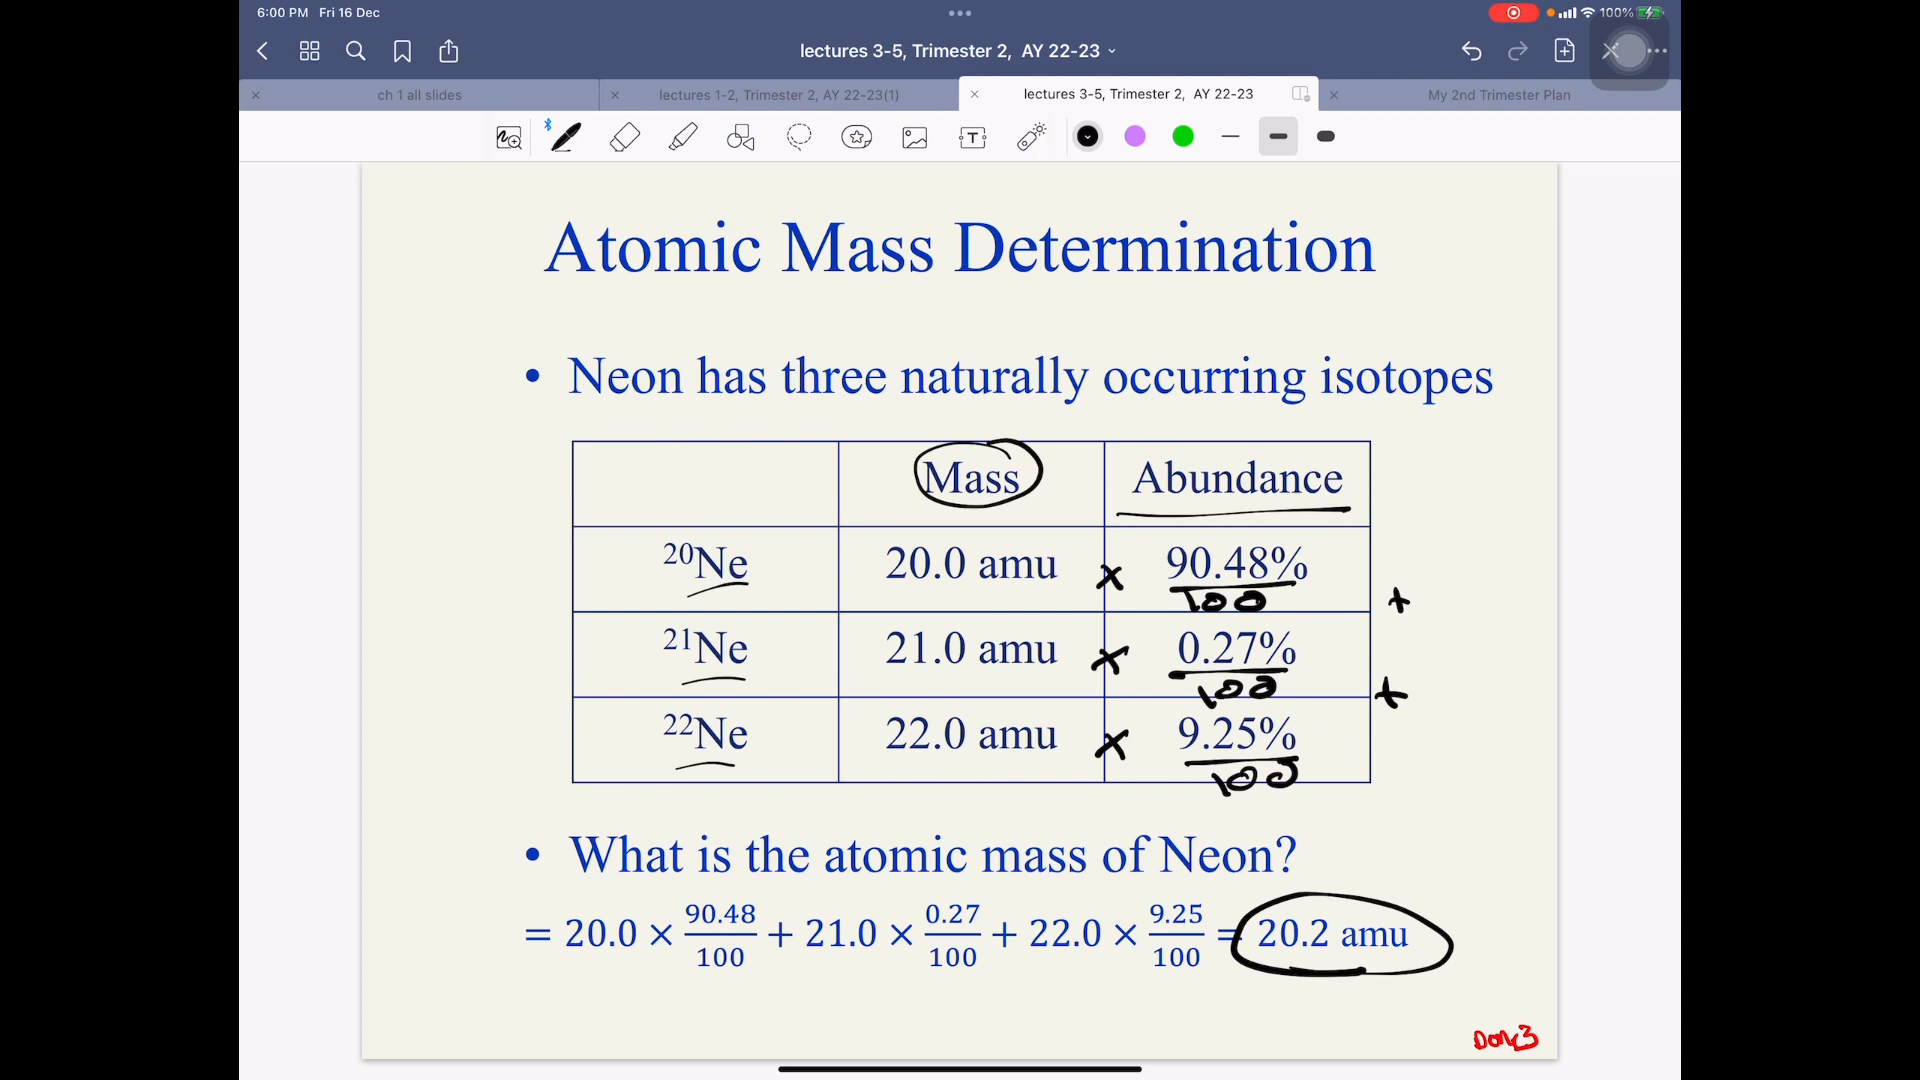 6:00 PM Fri 16 Dec
100%
lectures 3-5, Trimester 2, AY 22-23
ch 1 all slides
lectures 1-2, Trimester 2, AY 22-23(1)
lectures 3-5, Trimester 2, AY 22-23
My 2nd Trimester Plan
Atomic Mass Determination
• Neon has three naturally occurring isotopes
Mass Abundance
²⁰Ne 20.0 amu × 90.48%
100 +
²¹Ne 21.0 amu × 0.27%
100 +
²²Ne 22.0 amu × 9.25%
100
• What is the atomic mass of Neon?
= 20.0 × 90.48/100 + 21.0 × 0.27/100 + 22.0 × 9.25/100 = 20.2 amu